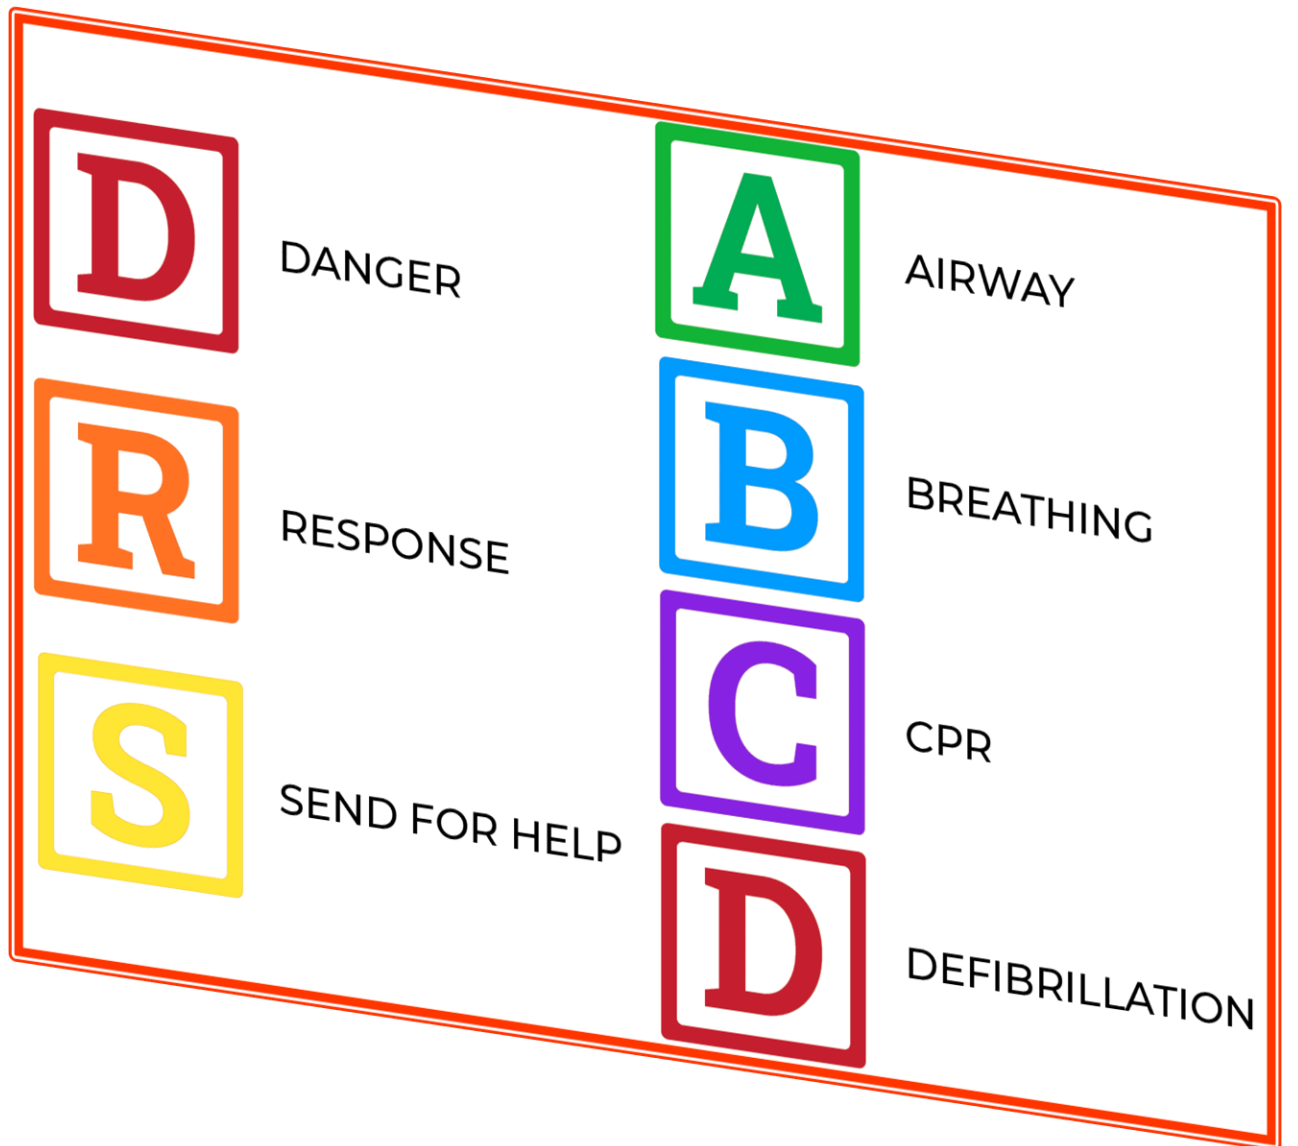 D DANGER
R RESPONSE
S SEND FOR HELP
A AIRWAY
B BREATHING
C CPR
D DEFIBRILLATION